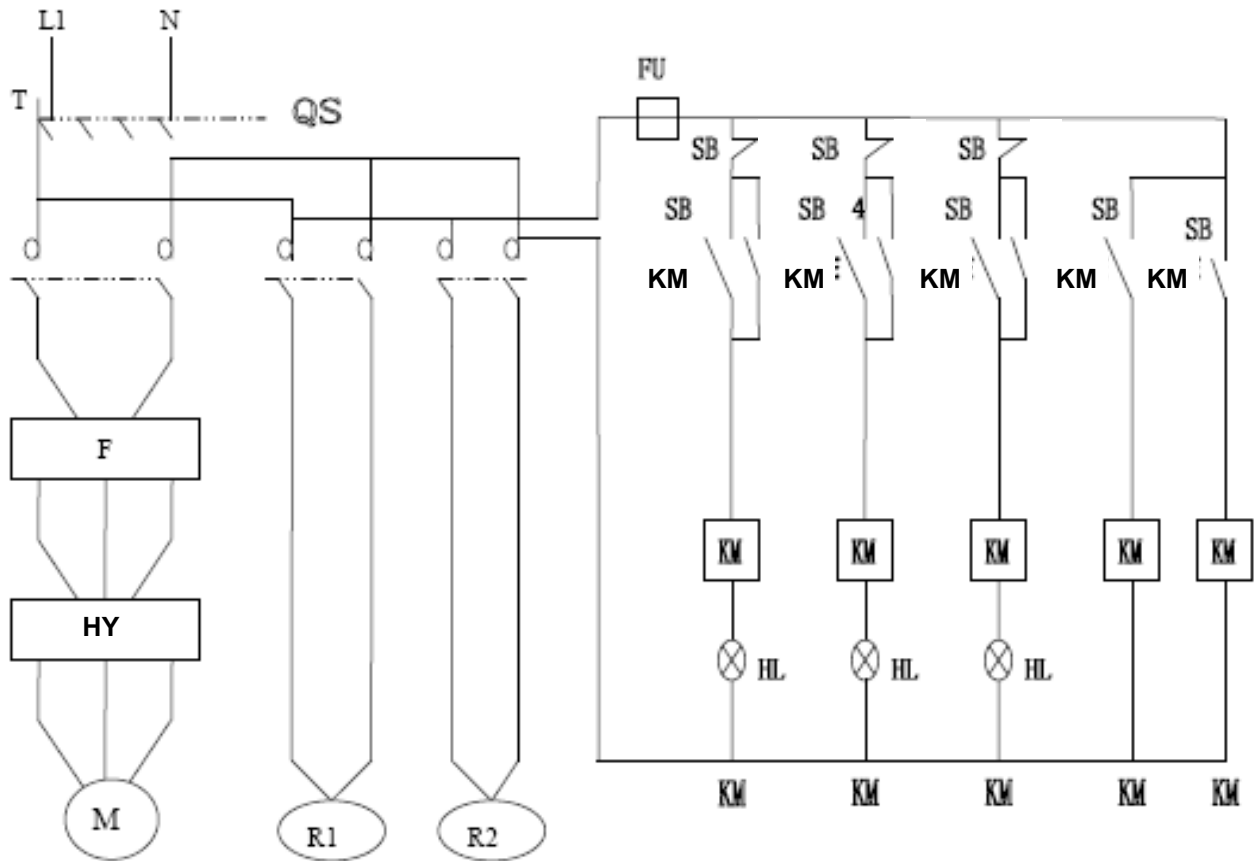 L1 N
FU
T QS
SB SB SB
SB SB 4 SB SB SB
KM KM KM KM KM
F
KM KM KM KM KM
HY
HL HL HL
KM KM KM KM KM
M R1 R2